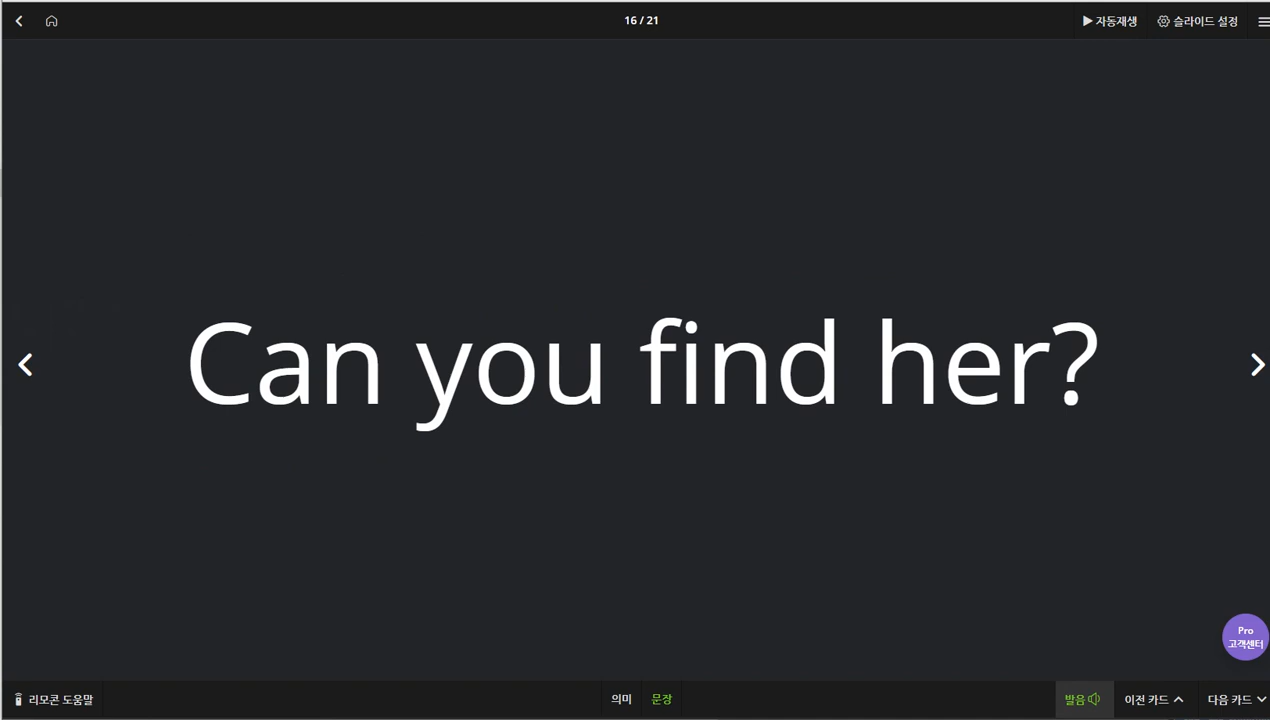 16 / 21
자동재생
슬라이드 설정
Can you find her?
Pro
고객센터
리모콘 도움말
의미
문장
발음
이전 카드
다음 카드